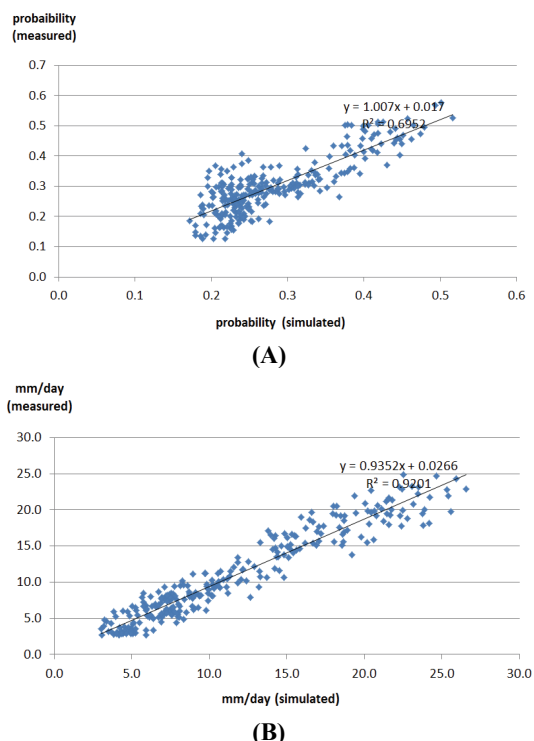 probaibility
(measured)
0.7
0.6
0.5
0.4
0.3
0.2
0.1
0.0
y = 1.007x + 0.017
R² = 0.6952
0.0 0.1 0.2 0.3 0.4 0.5 0.6
probability (simulated)
(A)
mm/day
(measured)
30.0
25.0
20.0
15.0
10.0
5.0
0.0
y = 0.9352x + 0.0266
R² = 0.9201
0.0 5.0 10.0 15.0 20.0 25.0 30.0
mm/day (simulated)
(B)